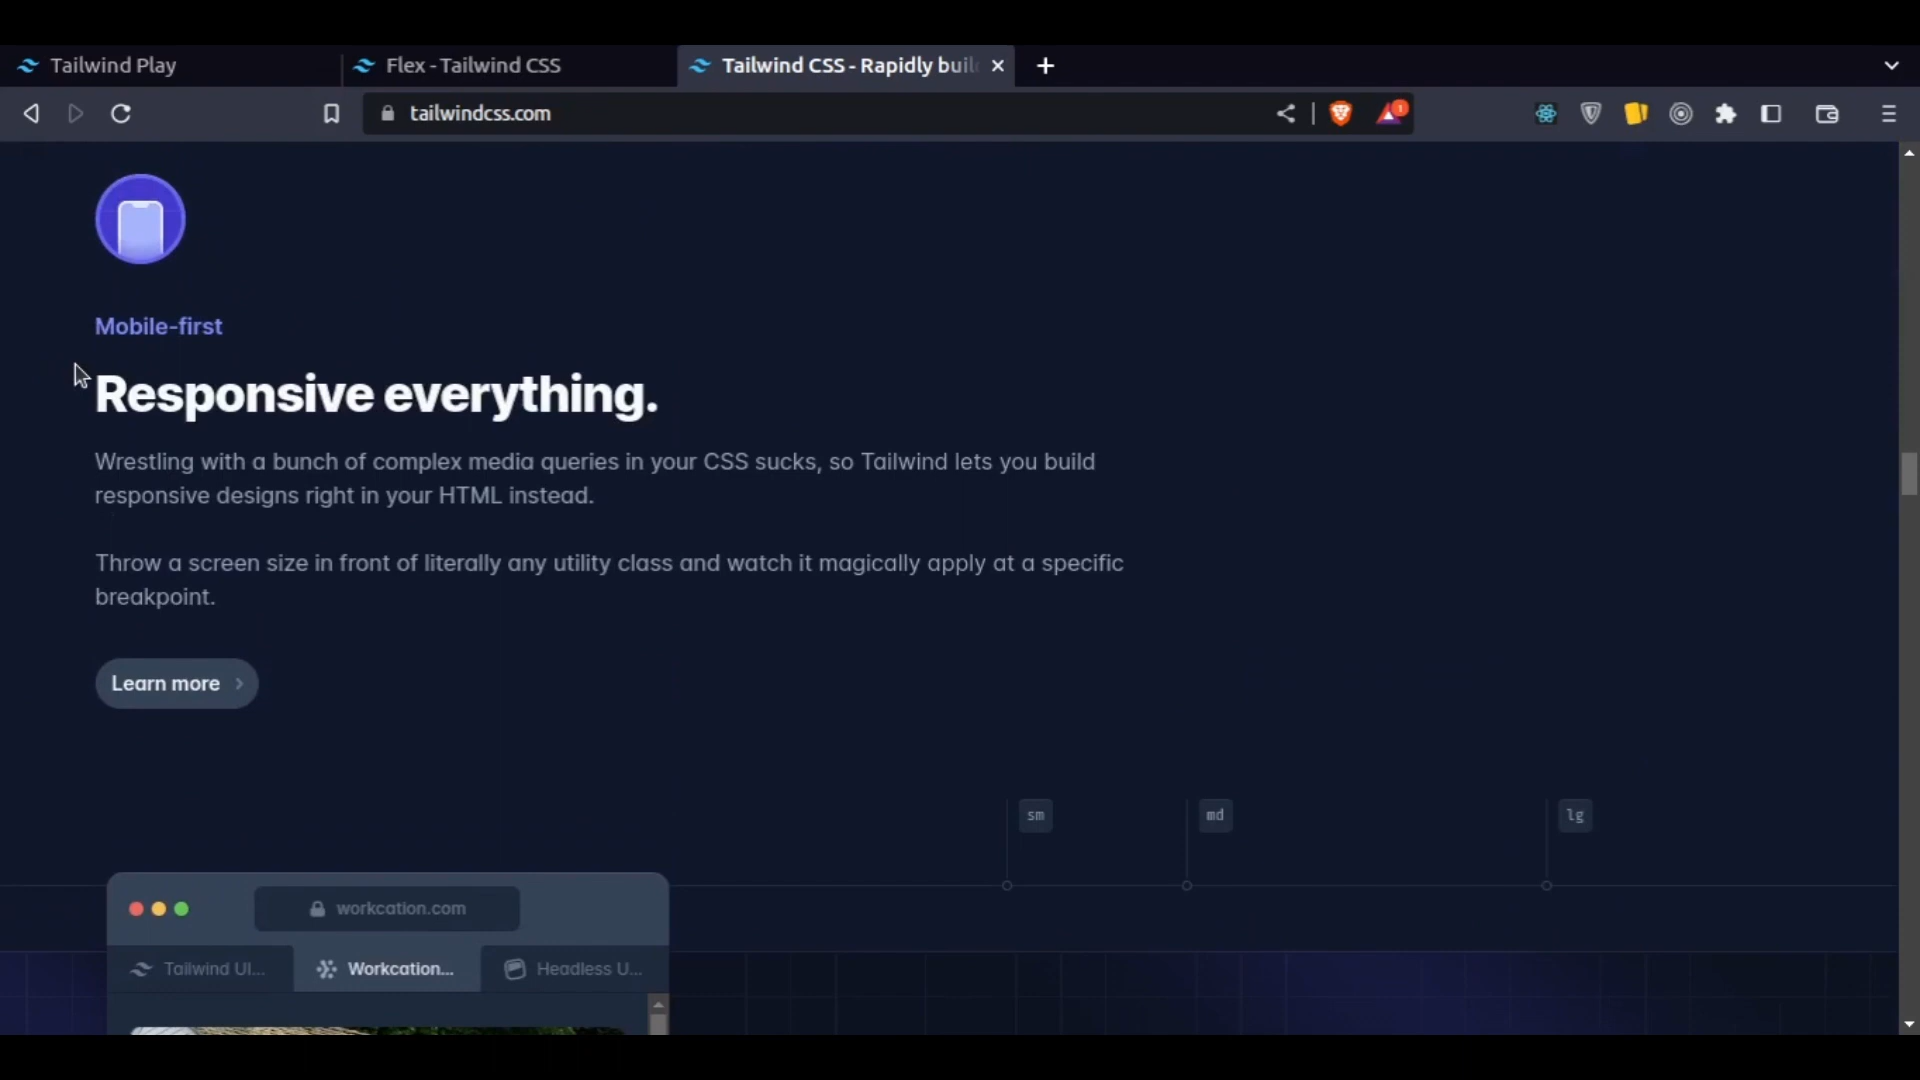 Tailwind Play
Flex - Tailwind CSS
Tailwind CSS - Rapidly buil
tailwindcss.com
1
Mobile-first
Responsive everything.
Wrestling with a bunch of complex media queries in your CSS sucks, so Tailwind lets you build
responsive designs right in your HTML instead.
Throw a screen size in front of literally any utility class and watch it magically apply at a specific
breakpoint.
Learn more
sm
md
lg
workcation.com
Tailwind UI...
Workcation...
Headless U...